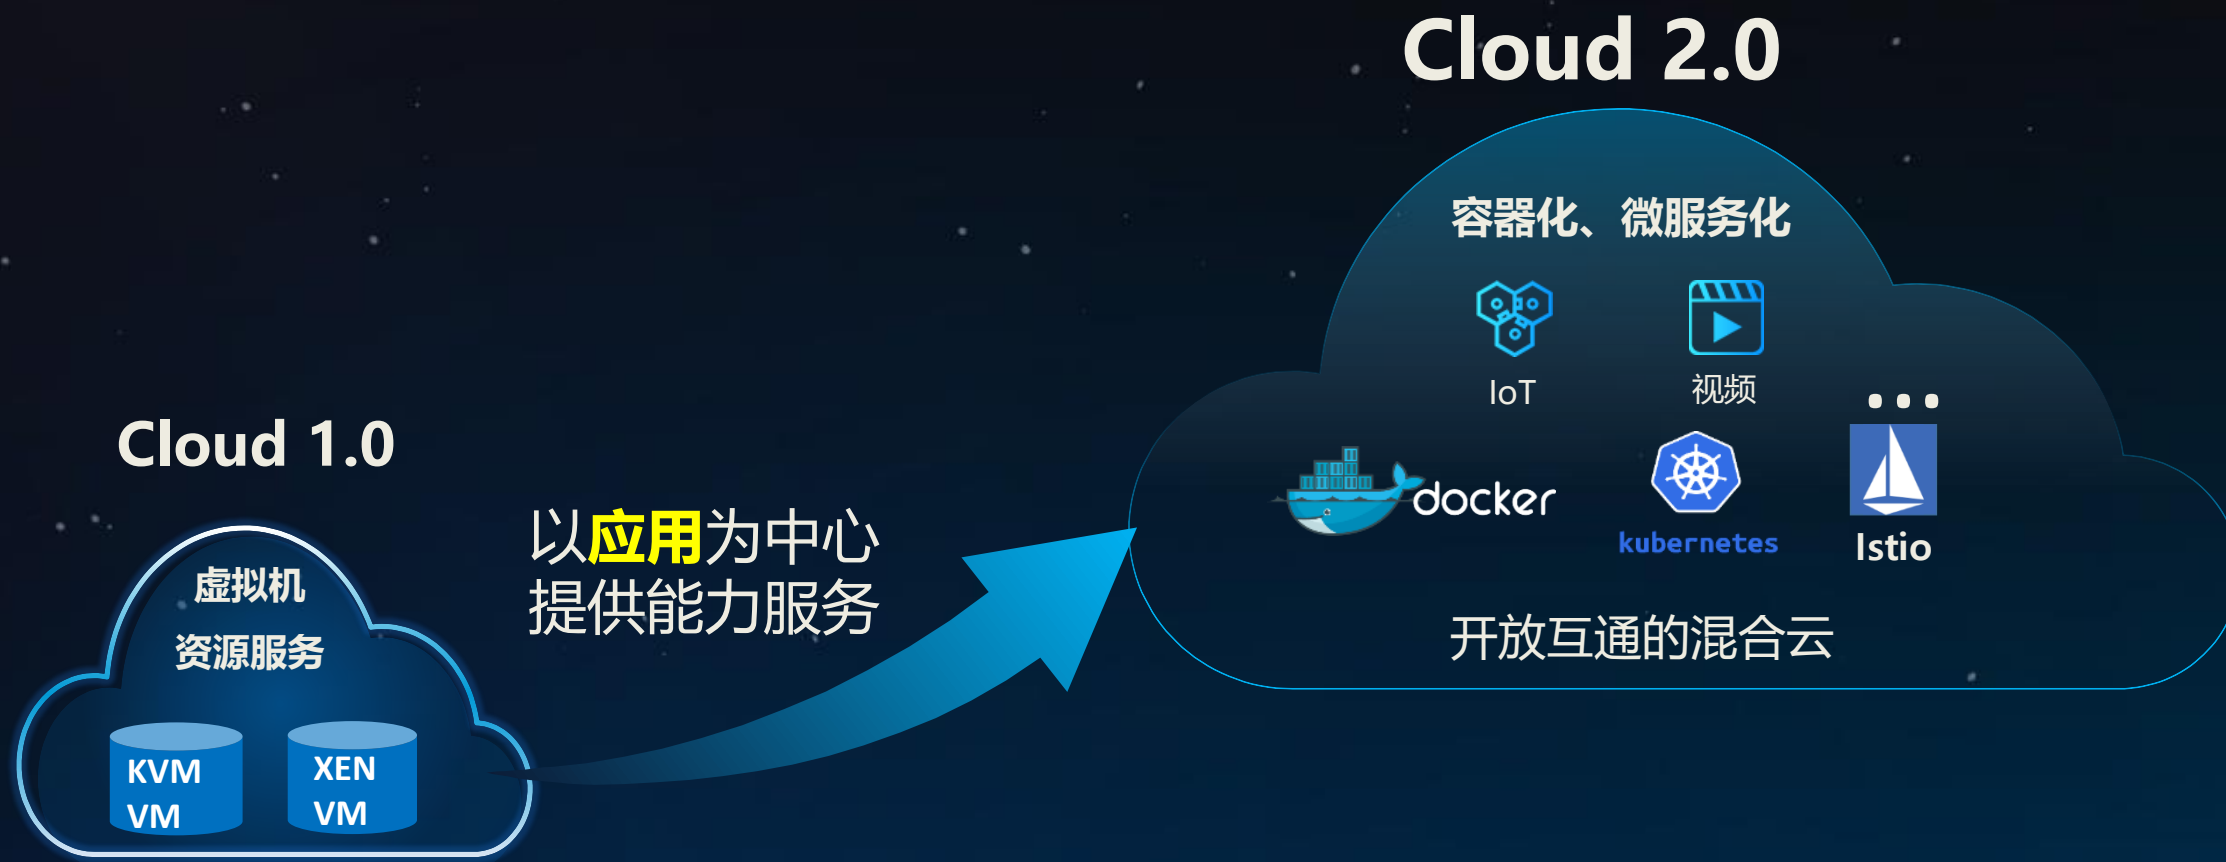 Cloud 2.0
容器化、微服务化
IoT
视频
...
docker
kubernetes
Istio
开放互通的混合云
以应用为中心
提供能力服务
Cloud 1.0
虚拟机
资源服务
KVM
VM
XEN
VM